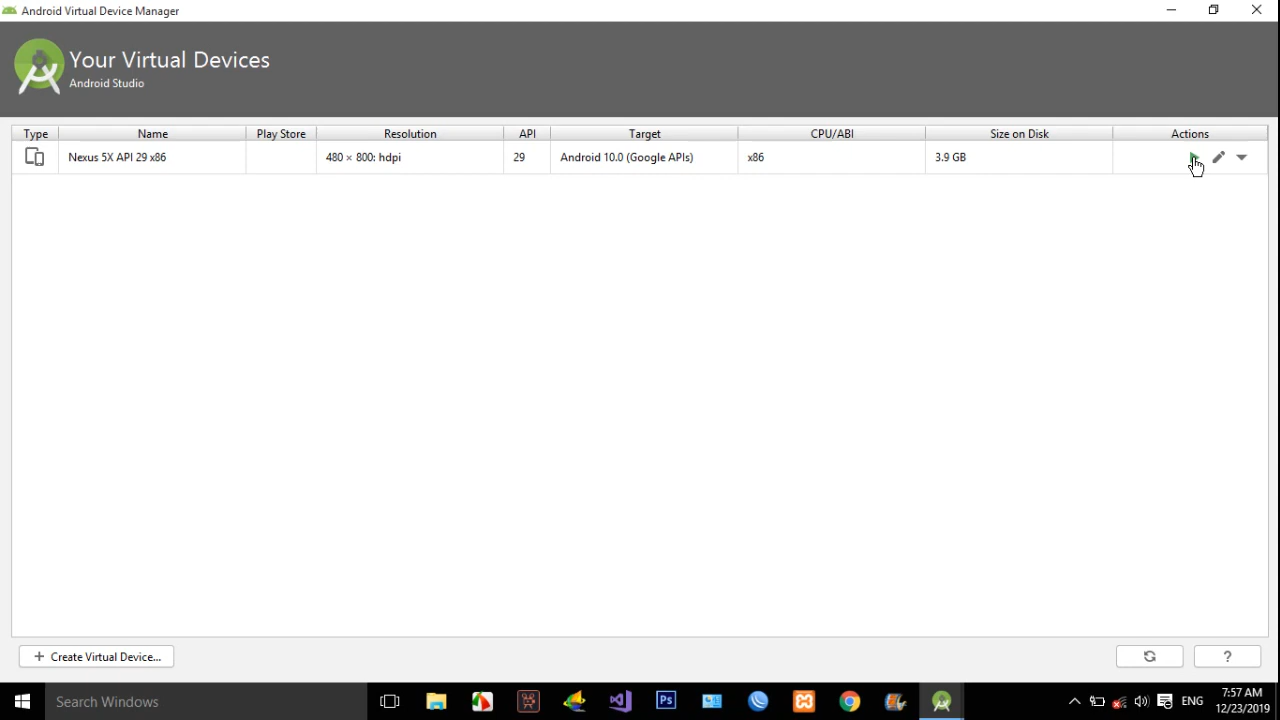 Android Virtual Device Manager
Your Virtual Devices
Android Studio
Type Name Play Store Resolution API Target CPU/ABI Size on Disk Actions
Nexus 5X API 29 x86 480 × 800: hdpi 29 Android 10.0 (Google APIs) x86 3.9 GB
+ Create Virtual Device... ?
Search Windows Ps ENG 7:57 AM
12/23/2019